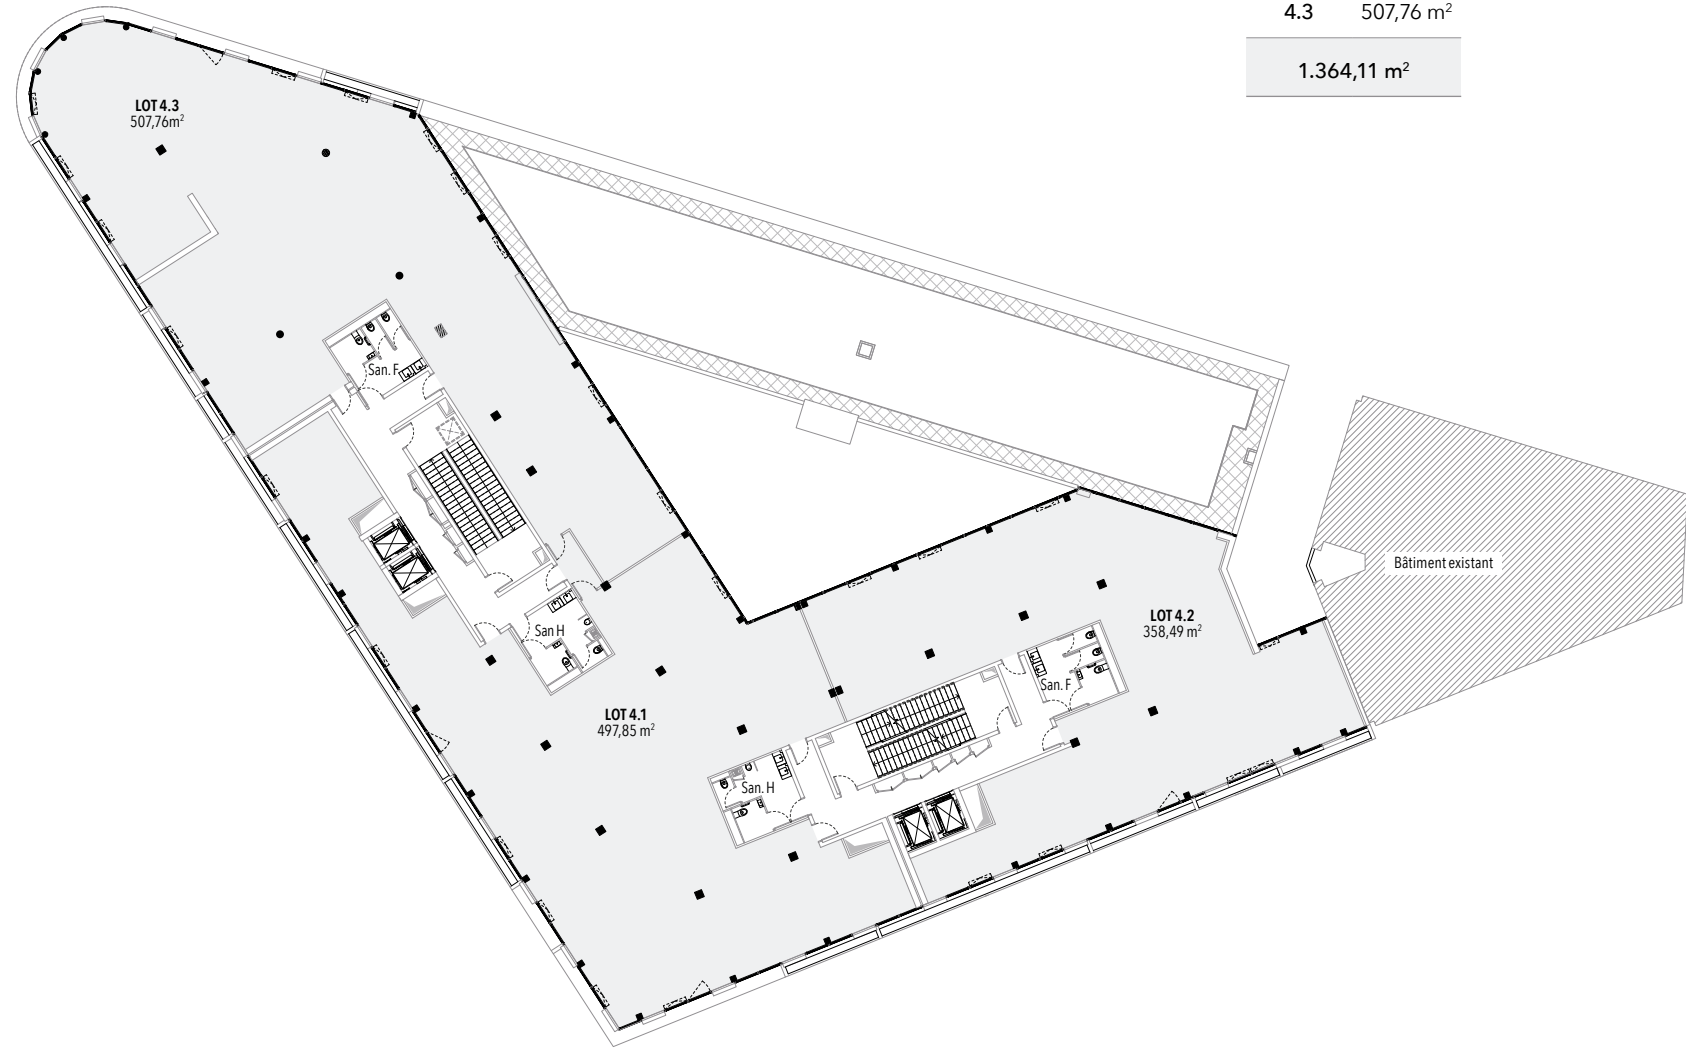 4.3 507,76 m²
1.364,11 m²
LOT 4.3
507,76m²
San. F
Bâtiment existant
LOT 4.2
358,49 m²
San H
San. F
LOT 4.1
497,85 m²
San. H